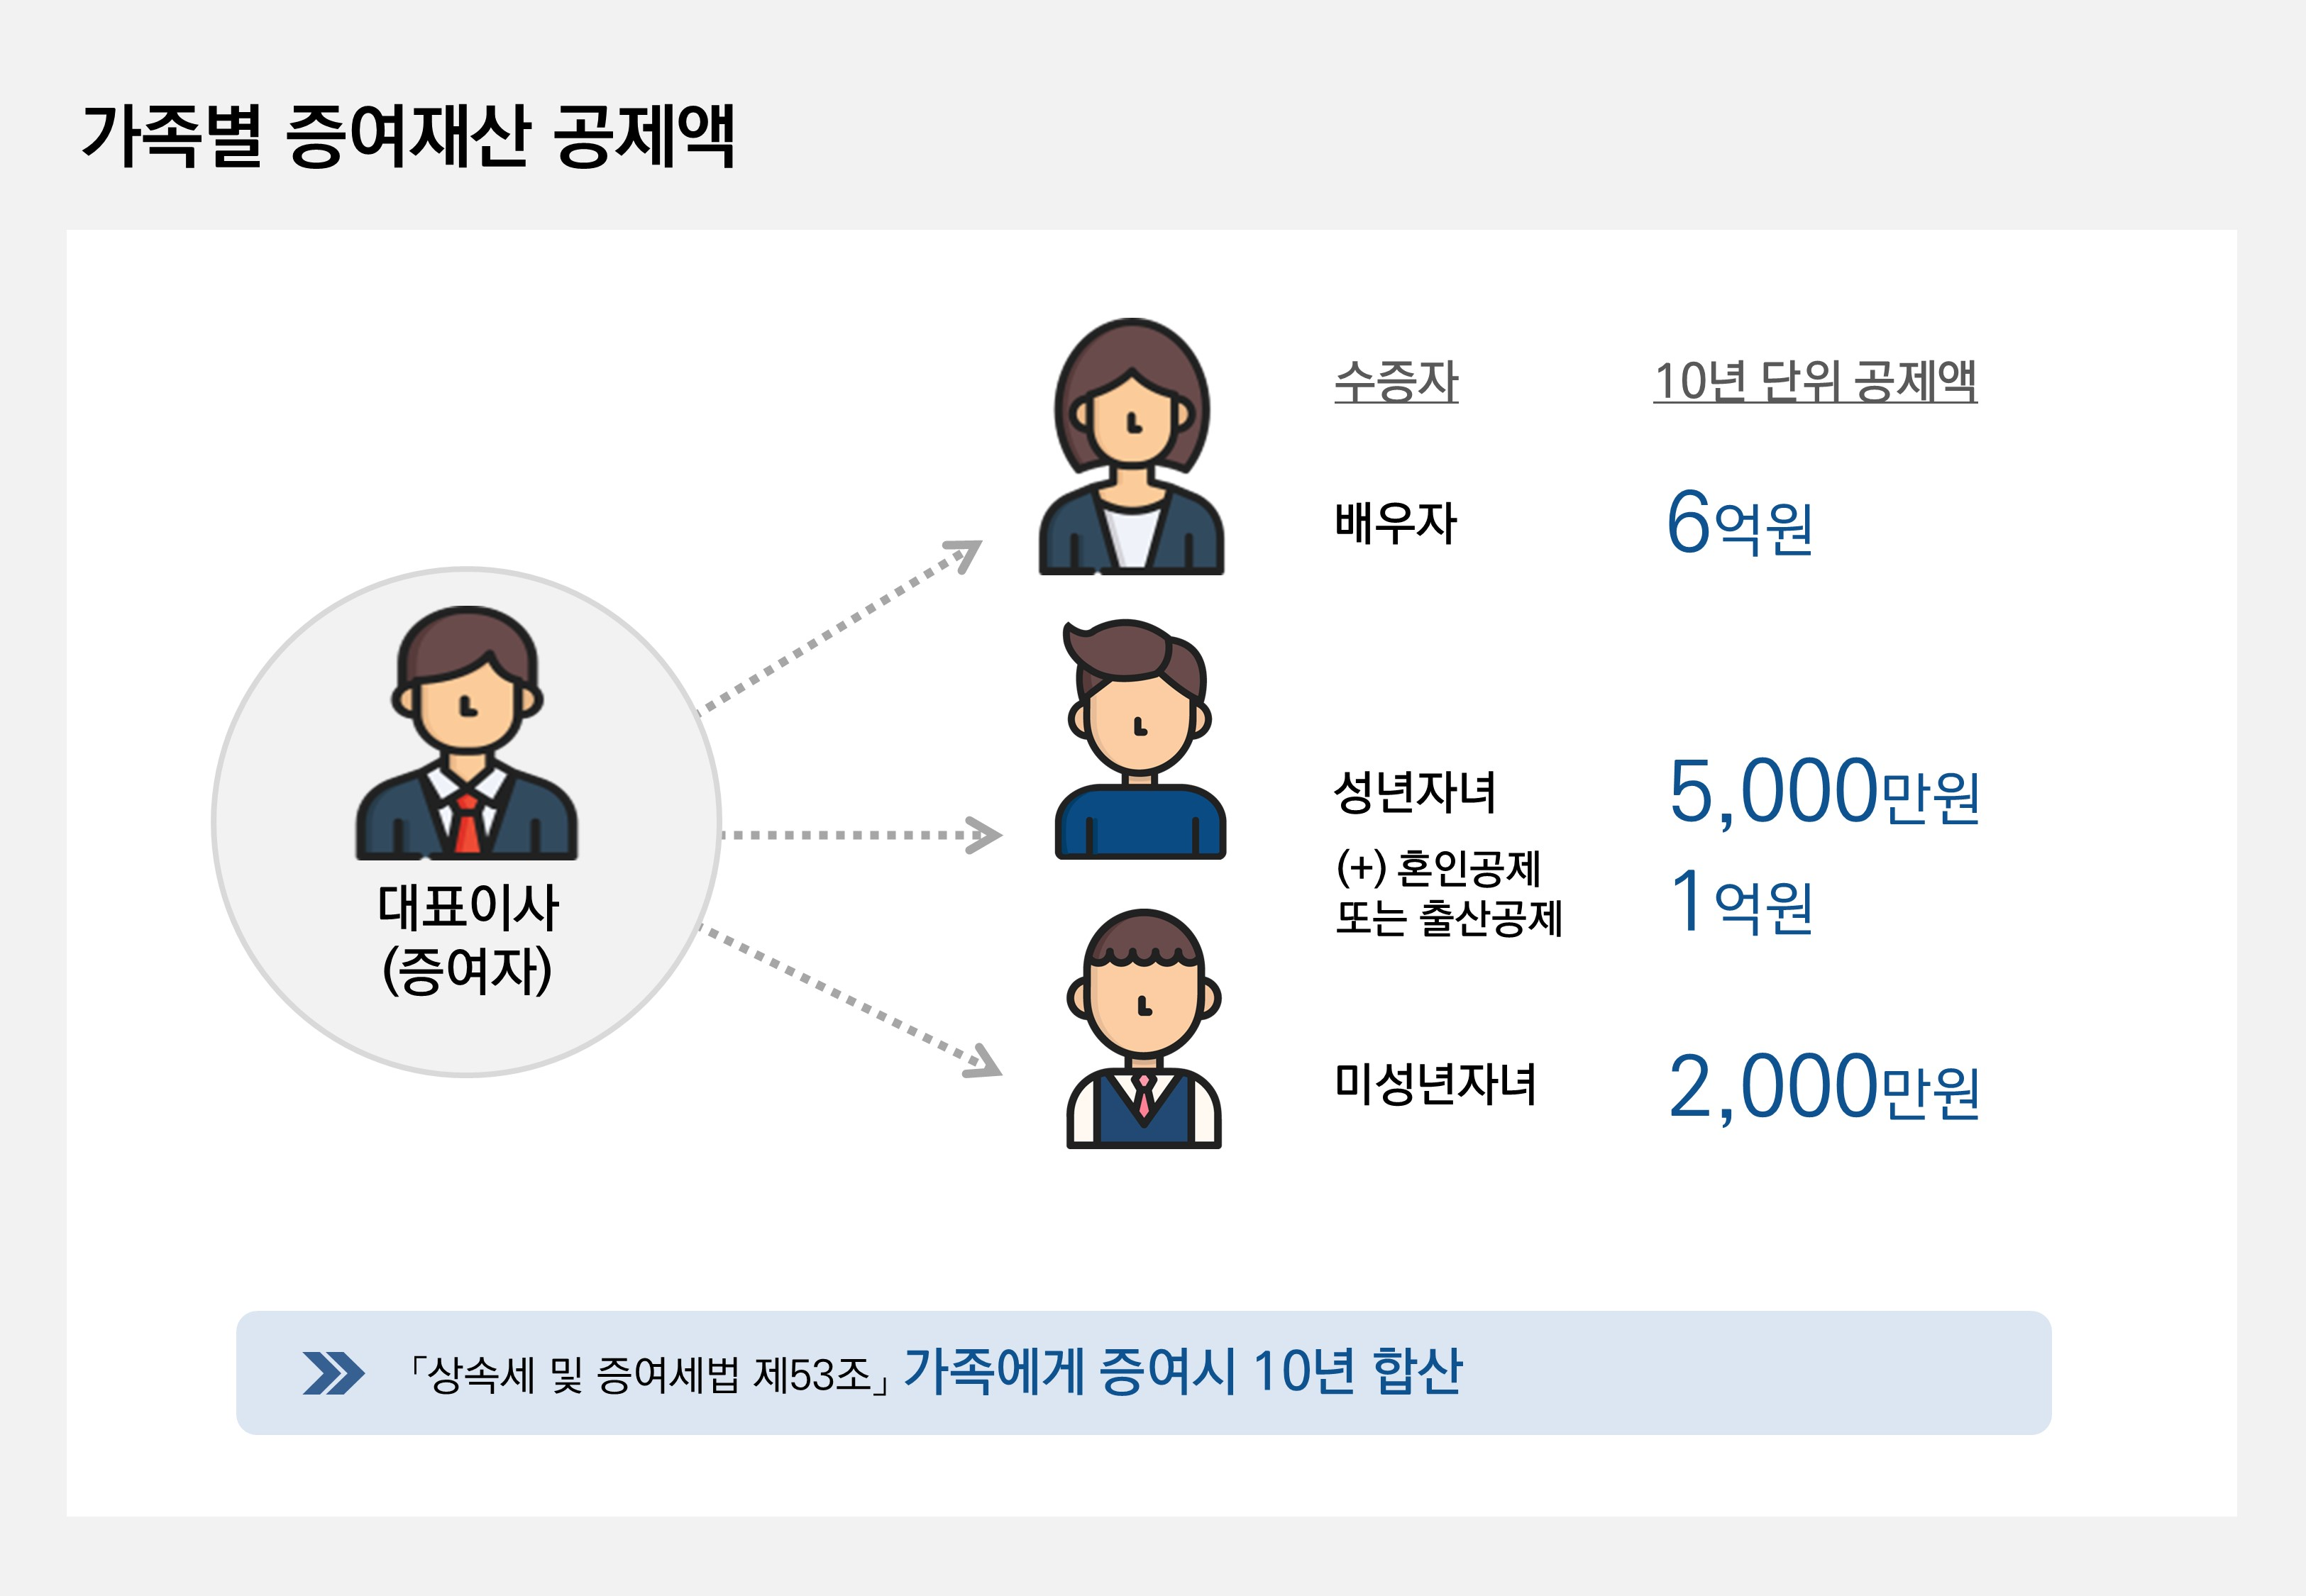 가족별 증여재산 공제액
수증자 10년 단위 공제액
배우자 6억원
대표이사
(증여자)
성년자녀 5,000만원
(+) 혼인공제
또는 출산공제 1억원
미성년자녀 2,000만원
「상속세 및 증여세법 제53조」 가족에게 증여시 10년 합산